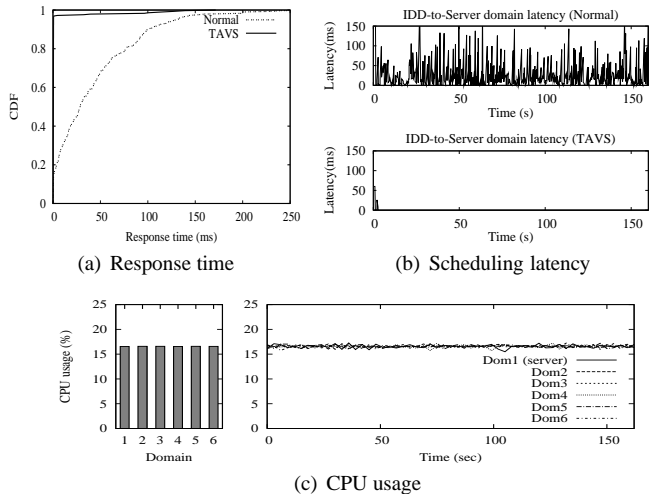 1
0.8
0.6
0.4
0.2
0
CDF
Normal
TAVS
0 50 100 150 200 250
Response time (ms)
(a) Response time
IDD-to-Server domain latency (Normal)
150
100
50
0
Latency(ms)
0 50 100 150
Time (s)
IDD-to-Server domain latency (TAVS)
150
100
50
0
Latency(ms)
0 50 100 150
Time (s)
(b) Scheduling latency
25
20
15
10
5
0
CPU usage (%)
1 2 3 4 5 6
Domain
25
20
15
10
5
0
Dom1 (server)
Dom2
Dom3
Dom4
Dom5
Dom6
0 50 100 150
Time (sec)
(c) CPU usage